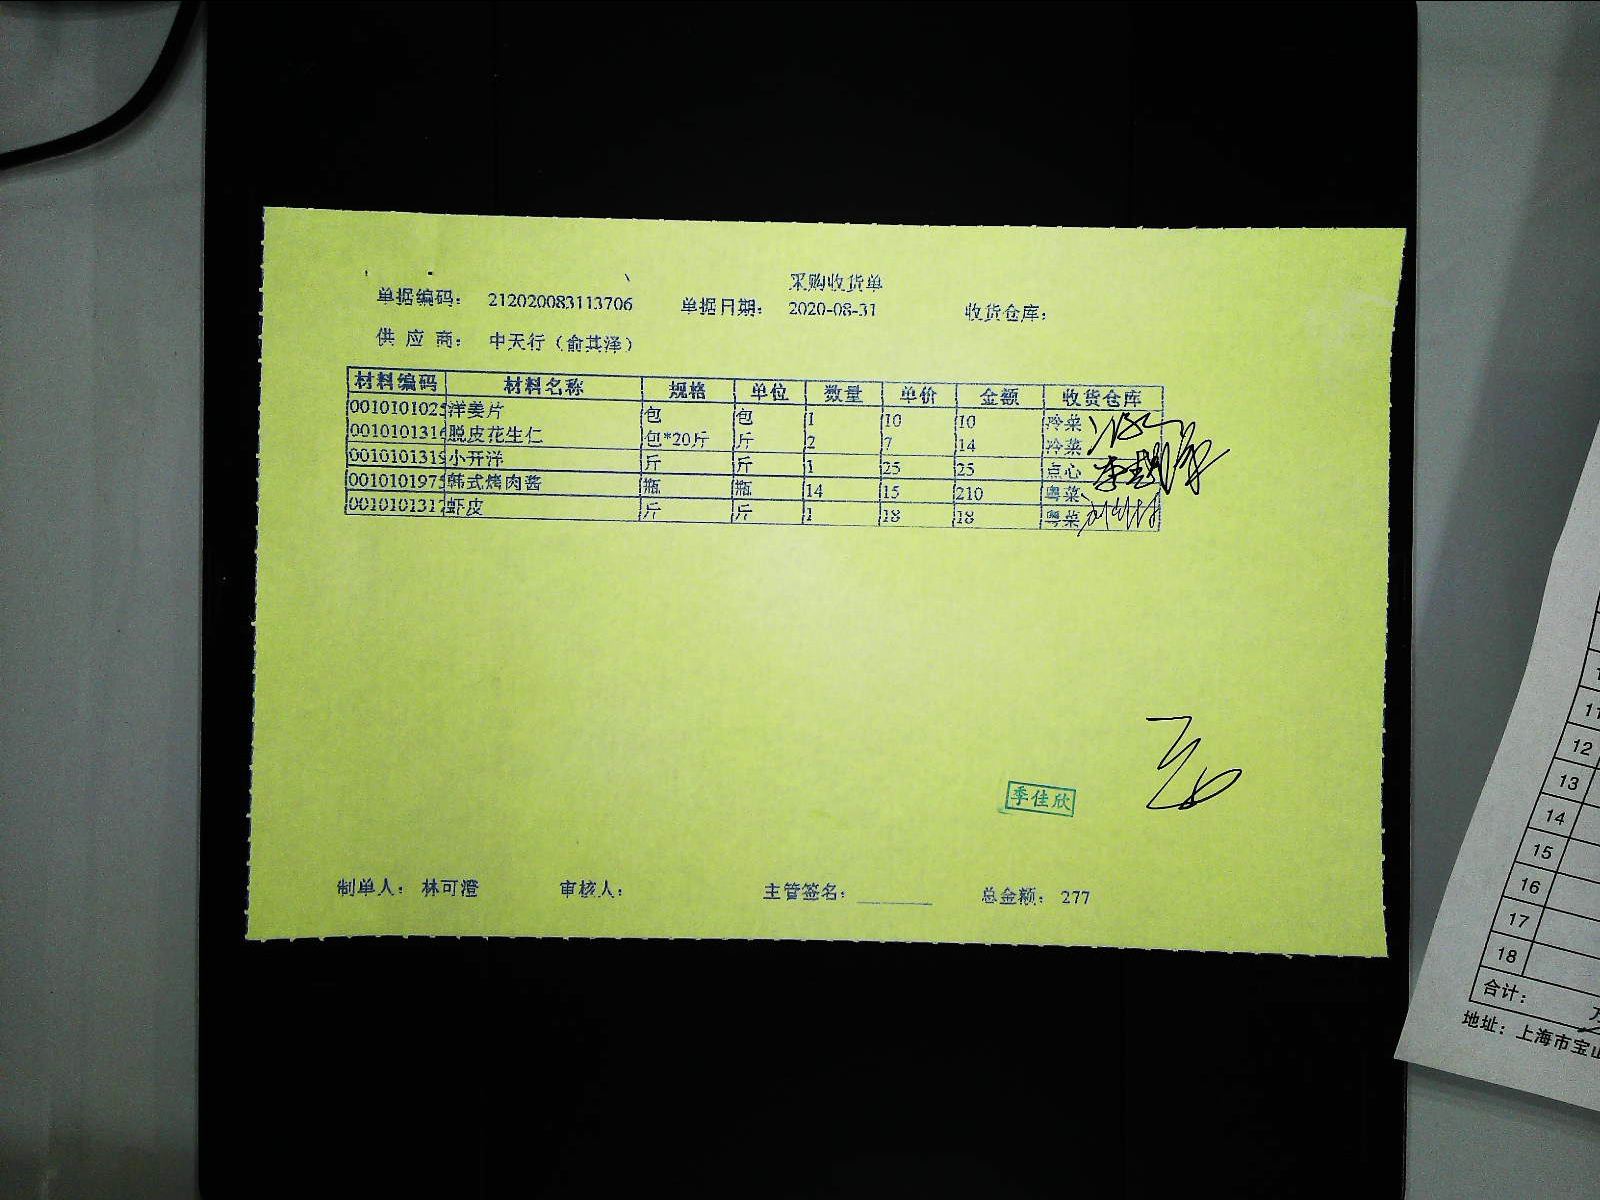 采购收货单
单据编码： 212020083113706 单据日期： 2020-08-31 收货仓库：
供 应 商： 中天行（俞其泽）
材料编码 材料名称 规格 单位 数量 单价 金额 收货仓库
0010101025 洋姜片 包 包 1 10 10 冷菜
0010101316 脱皮花生仁 包*20斤 斤 2 7 14 冷菜
0010101319 小开洋 斤 斤 1 25 25 点心
0010101975 韩式烤肉酱 瓶 瓶 14 15 210 粤菜
0010101317 虾皮 斤 斤 1 18 18 粤菜
季佳欣
制单人： 林可澄 审核人： 主管签名： 总金额： 277
11
12
13
14
15
16
17
18
合计：
地址：上海市宝山